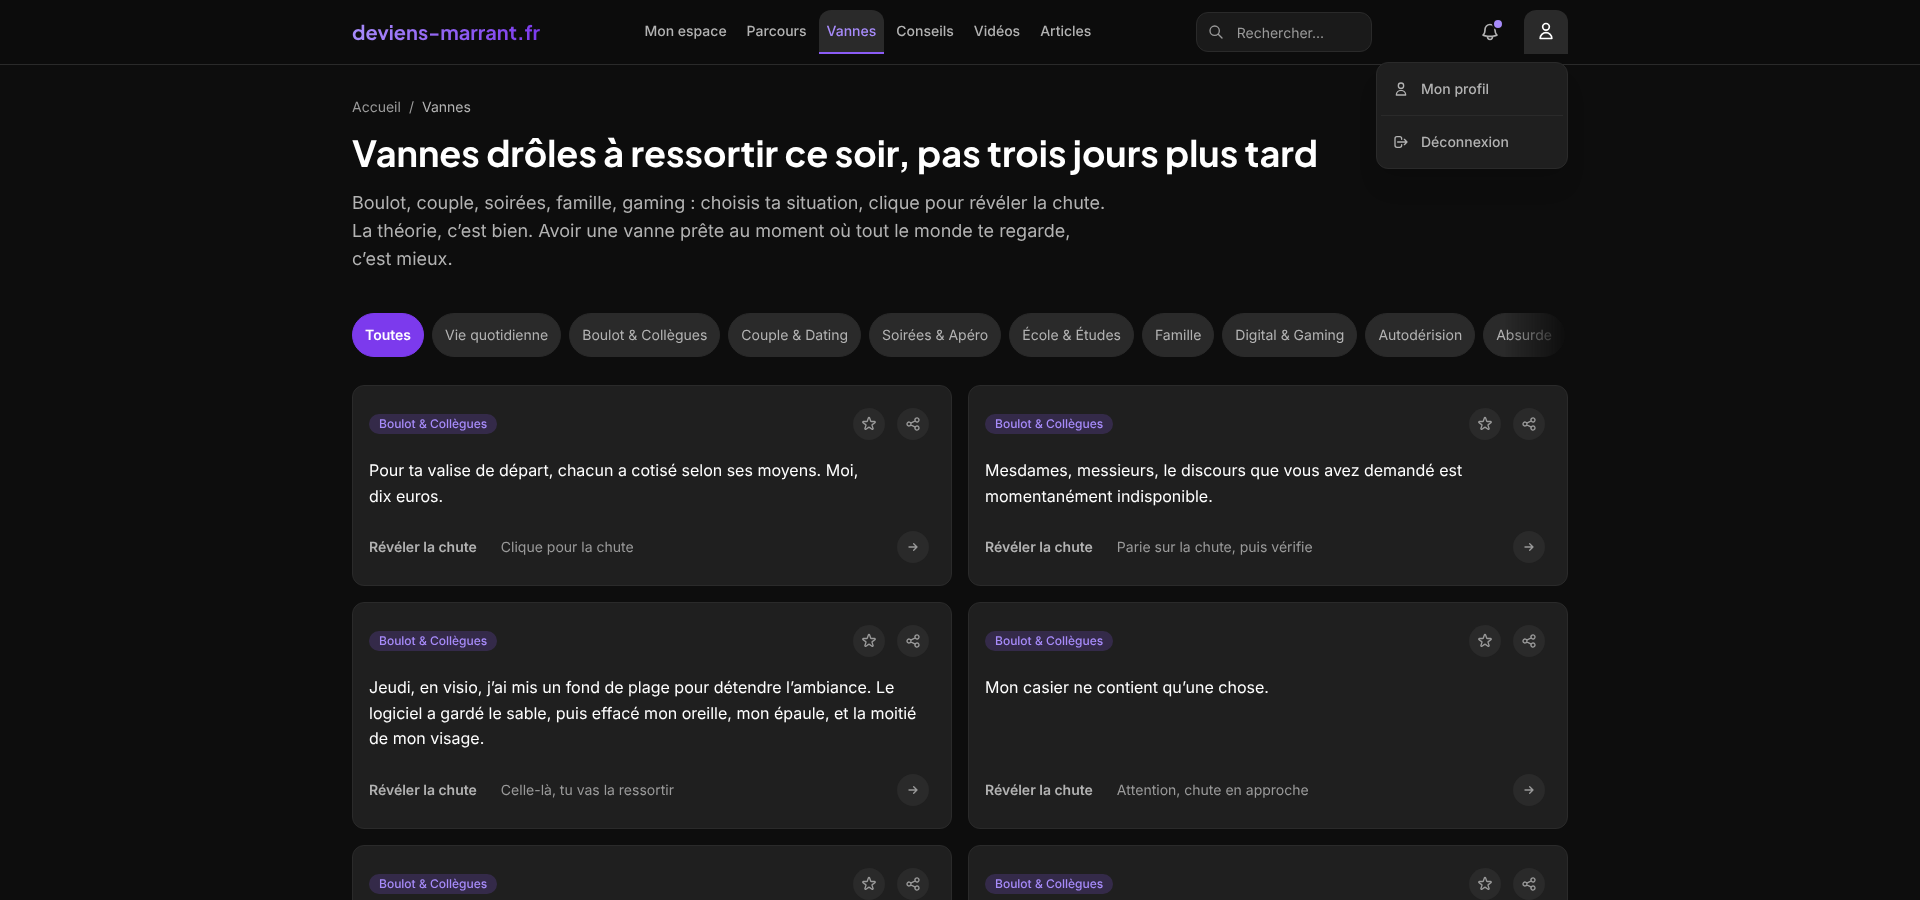 deviens-marrant.fr
Mon espace
Parcours
Vannes
Conseils
Vidéos
Articles
Rechercher...
Mon profil
Déconnexion
Accueil / Vannes
Vannes drôles à ressortir ce soir, pas trois jours plus tard
Boulot, couple, soirées, famille, gaming : choisis ta situation, clique pour révéler la chute.
La théorie, c’est bien. Avoir une vanne prête au moment où tout le monde te regarde,
c’est mieux.
Toutes
Vie quotidienne
Boulot & Collègues
Couple & Dating
Soirées & Apéro
École & Études
Famille
Digital & Gaming
Autodérision
Absurde
Boulot & Collègues
Pour ta valise de départ, chacun a cotisé selon ses moyens. Moi,
dix euros.
Révéler la chute
Clique pour la chute
Boulot & Collègues
Mesdames, messieurs, le discours que vous avez demandé est
momentanément indisponible.
Révéler la chute
Parie sur la chute, puis vérifie
Boulot & Collègues
Jeudi, en visio, j’ai mis un fond de plage pour détendre l’ambiance. Le
logiciel a gardé le sable, puis effacé mon oreille, mon épaule, et la moitié
de mon visage.
Révéler la chute
Celle-là, tu vas la ressortir
Boulot & Collègues
Mon casier ne contient qu’une chose.
Révéler la chute
Attention, chute en approche
Boulot & Collègues
Boulot & Collègues